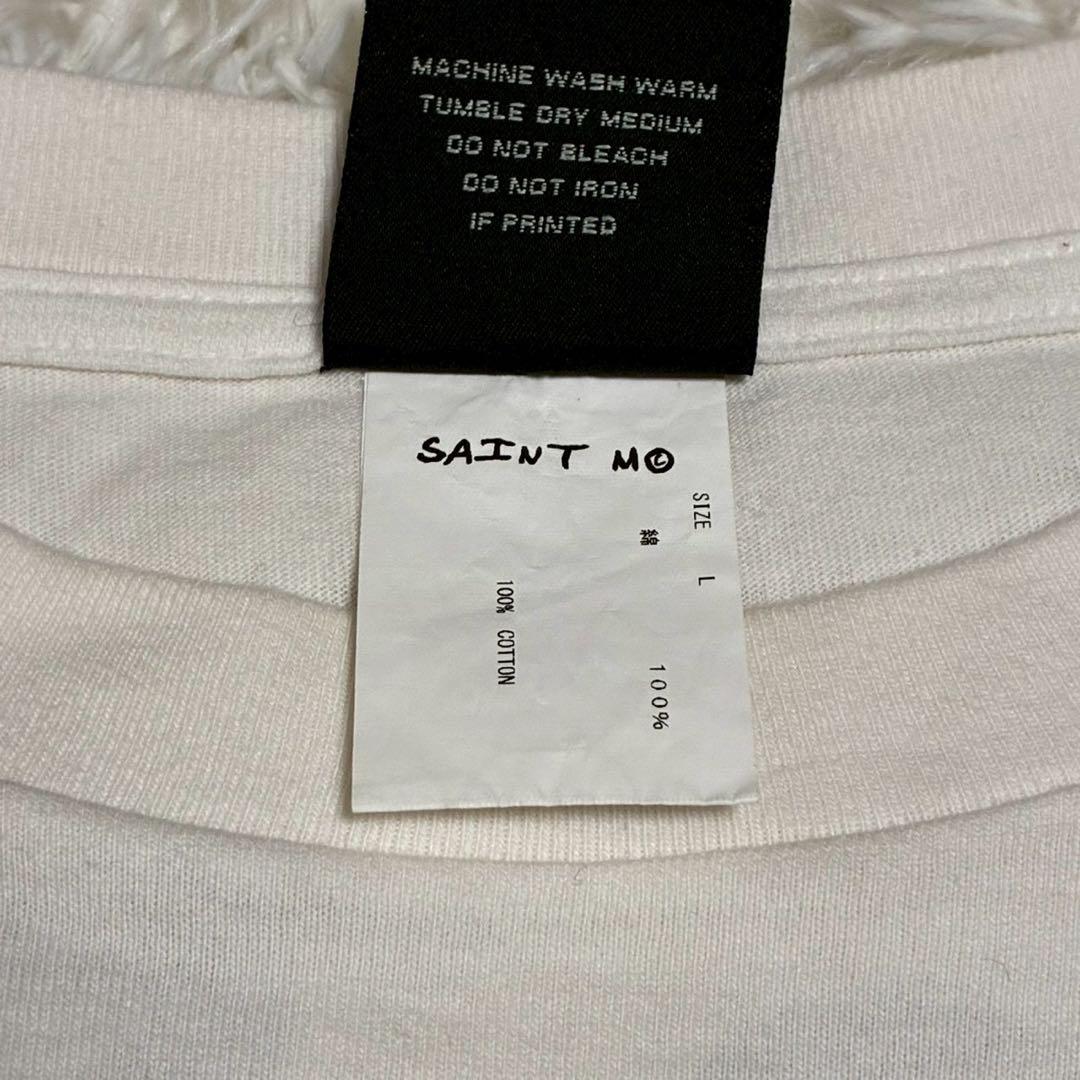 MACHINE WASH WARM
TUMBLE DRY MEDIUM
DO NOT BLEACH
DO NOT IRON
IF PRINTED
SAINT M©
SIZE L
綿 100%
100% COTTON